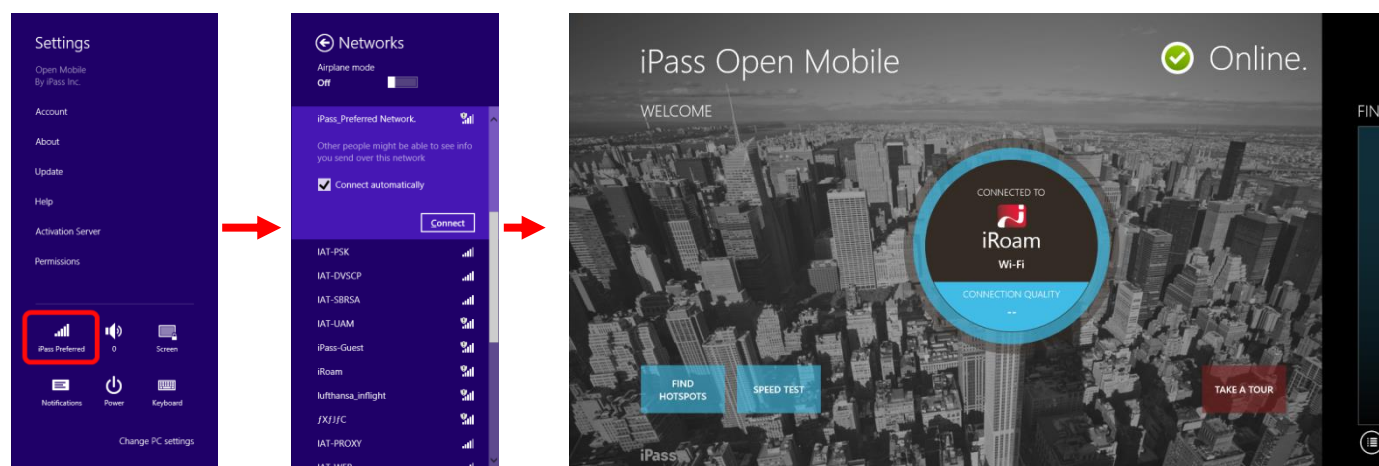 Settings
Open Mobile
By iPass Inc.
Account
About
Update
Help
Activation Server
Permissions
iPass Preferred
0
Screen
Notifications
Power
Keyboard
Change PC settings
Networks
Airplane mode
Off
iPass_Preferred Network.
Other people might be able to see info
you send over this network
Connect automatically
Connect
IAT-PSK
IAT-DVSCP
IAT-SBRSA
IAT-UAM
iPass-Guest
iRoam
lufthansa_inflight
ƒXƒJƒC
IAT-PROXY
IAT-WEB
iPass Open Mobile
Online.
WELCOME
CONNECTED TO
iRoam
Wi-Fi
CONNECTION QUALITY
--
FIND
HOTSPOTS
SPEED TEST
TAKE A TOUR
iPass
FIN